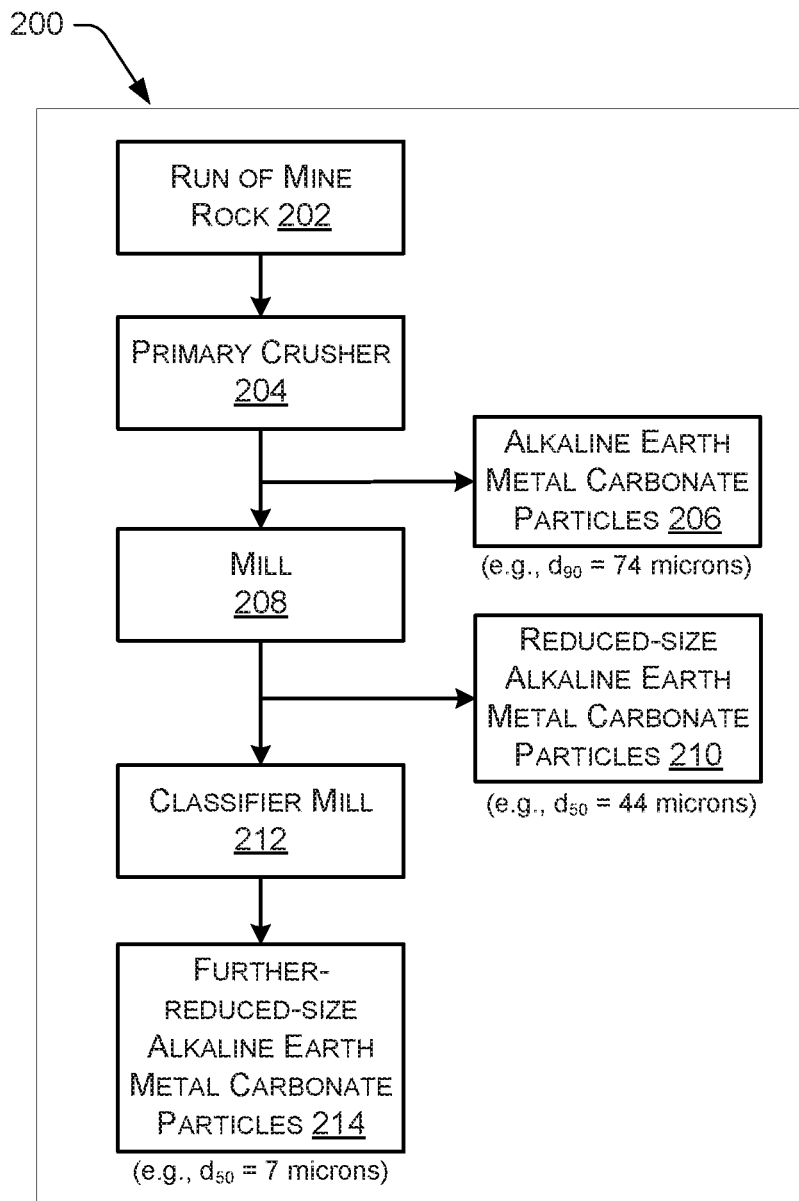 200
RUN OF MINE
ROCK 202
PRIMARY CRUSHER
204
ALKALINE EARTH
METAL CARBONATE
PARTICLES 206
(e.g., d90 = 74 microns)
MILL
208
REDUCED-SIZE
ALKALINE EARTH
METAL CARBONATE
PARTICLES 210
(e.g., d50 = 44 microns)
CLASSIFIER MILL
212
FURTHER-
REDUCED-SIZE
ALKALINE EARTH
METAL CARBONATE
PARTICLES 214
(e.g., d50 = 7 microns)